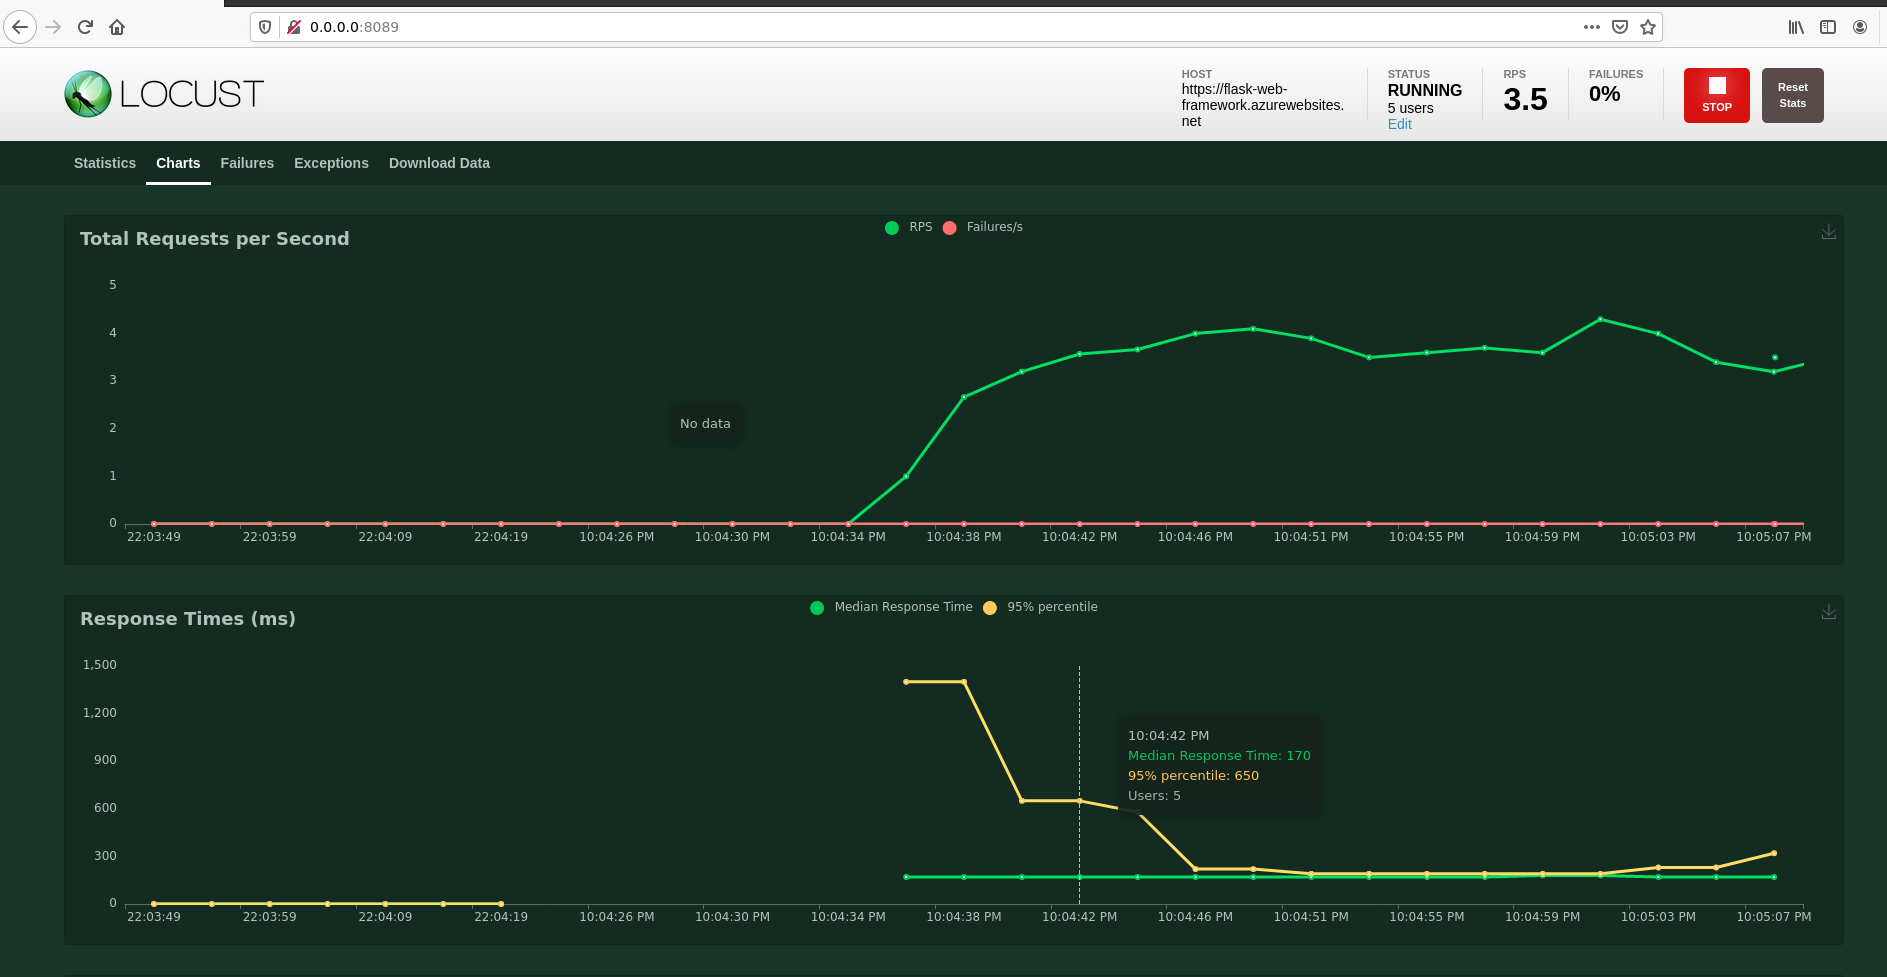 0.0.0.0:8089
LOCUST
HOST
https://flask-web-
framework.azurewebsites.
net
STATUS
RUNNING
5 users
Edit
RPS
3.5
FAILURES
0%
STOP
Reset
Stats
Statistics Charts Failures Exceptions Download Data
Total Requests per Second
RPS Failures/s
5
4
3
2
1
0
No data
22:03:49 22:03:59 22:04:09 22:04:19 10:04:26 PM 10:04:30 PM 10:04:34 PM 10:04:38 PM 10:04:42 PM 10:04:46 PM 10:04:51 PM 10:04:55 PM 10:04:59 PM 10:05:03 PM 10:05:07 PM
Response Times (ms)
Median Response Time 95% percentile
1,500
1,200
900
600
300
0
10:04:42 PM
Median Response Time: 170
95% percentile: 650
Users: 5
22:03:49 22:03:59 22:04:09 22:04:19 10:04:26 PM 10:04:30 PM 10:04:34 PM 10:04:38 PM 10:04:42 PM 10:04:46 PM 10:04:51 PM 10:04:55 PM 10:04:59 PM 10:05:03 PM 10:05:07 PM